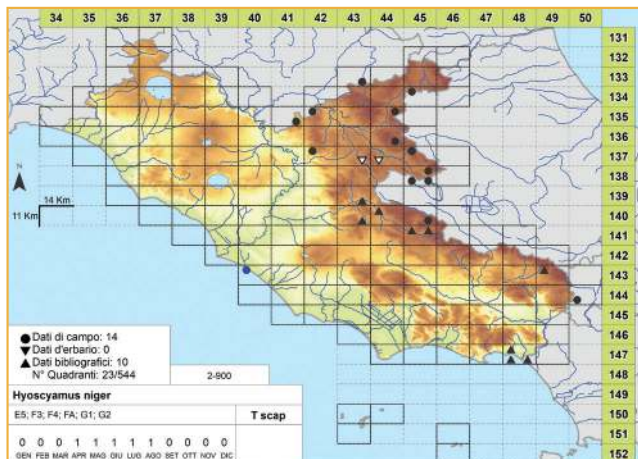 34 35 36 37 38 39 40 41 42 43 44 45 46 47 48 49 50
131
132
133
134
135
136
137
138
139
140
141
142
143
144
145
146
147
148
149
150
151
152
N
14 Km
11 Km
Dati di campo: 14
Dati d'erbario: 0
Dati bibliografici: 10
N° Quadranti: 23/544
2-900
Hyoscyamus niger
E5; F3; F4; FA; G1; G2
T scap
0 0 0 1 1 1 1 1 0 0 0 0
GEN FEB MAR APR MAG GIU LUG AGO SET OTT NOV DIC